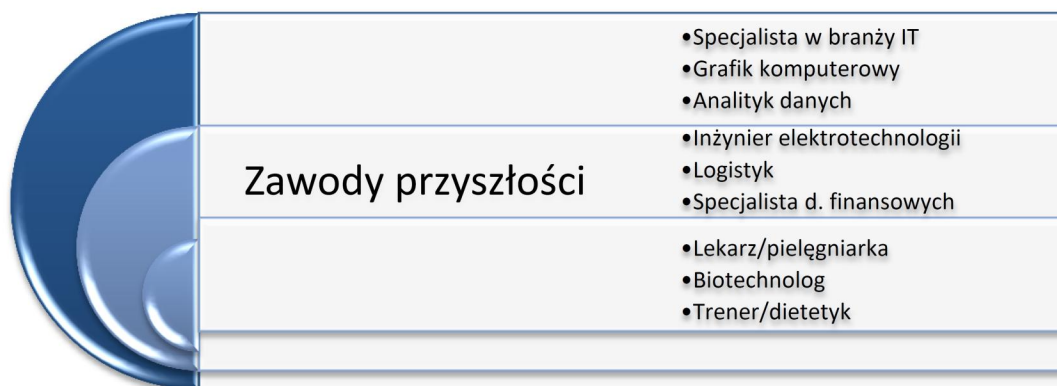 •Specjalista w branży IT
•Grafik komputerowy
•Analityk danych
Zawody przyszłości
•Inżynier elektrotechnologii
•Logistyk
•Specjalista d. finansowych
•Lekarz/pielęgniarka
•Biotechnolog
•Trener/dietetyk